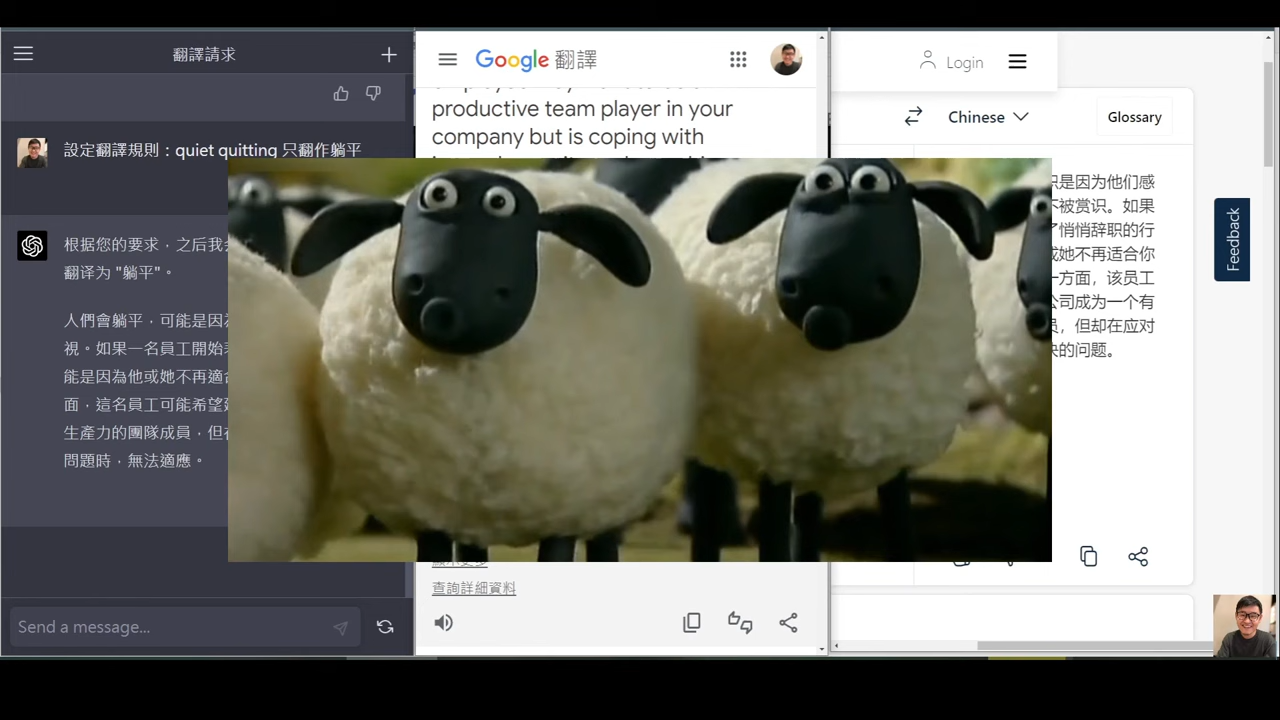 翻譯請求
設定翻譯規則：quiet quitting 只翻作躺平
根据您的要求，之后我
翻译为 "躺平"。
人們會躺平，可能是因
視。如果一名員工開始
能是因為他或她不再適
面，這名員工可能希望
生產力的團隊成員，但
問題時，無法適應。
Send a message...
Google 翻譯
productive team player in your
company but is coping with
查詢詳細資料
Login
Chinese
Glossary
是因为他们感
不被赏识。如果
了悄悄辞职的行
或她不再适合你
一方面，该员工
公司成为一个有
员，但却在应对
的问题。
Feedback